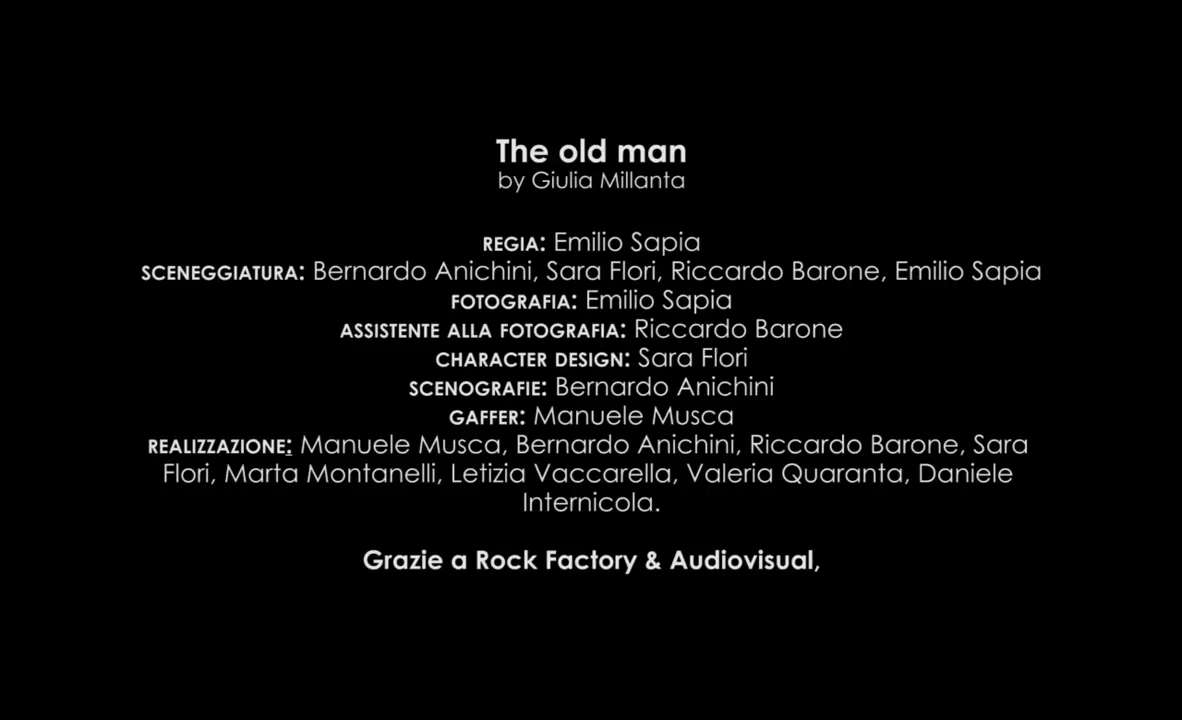 The old man
by Giulia Millanta
REGIA: Emilio Sapia
SCENEGGIATURA: Bernardo Anichini, Sara Flori, Riccardo Barone, Emilio Sapia
FOTOGRAFIA: Emilio Sapia
ASSISTENTE ALLA FOTOGRAFIA: Riccardo Barone
CHARACTER DESIGN: Sara Flori
SCENOGRAFIE: Bernardo Anichini
GAFFER: Manuele Musca
REALIZZAZIONE: Manuele Musca, Bernardo Anichini, Riccardo Barone, Sara
Flori, Marta Montanelli, Letizia Vaccarella, Valeria Quaranta, Daniele
Internicola.
Grazie a Rock Factory & Audiovisual,